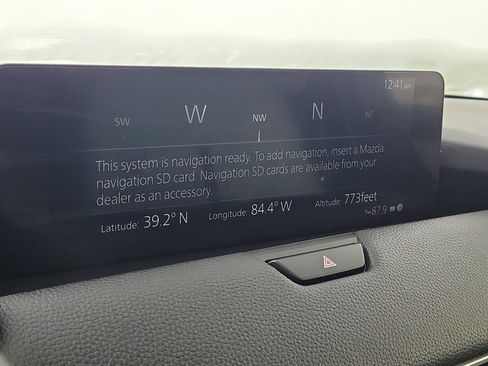 12:41pm
SW W NW N NE
This system is navigation ready. To add navigation, insert a Mazda
navigation SD card. Navigation SD cards are available from your
dealer as an accessory.
Latitude: 39.2° N Longitude: 84.4° W Altitude: 773feet
87.9